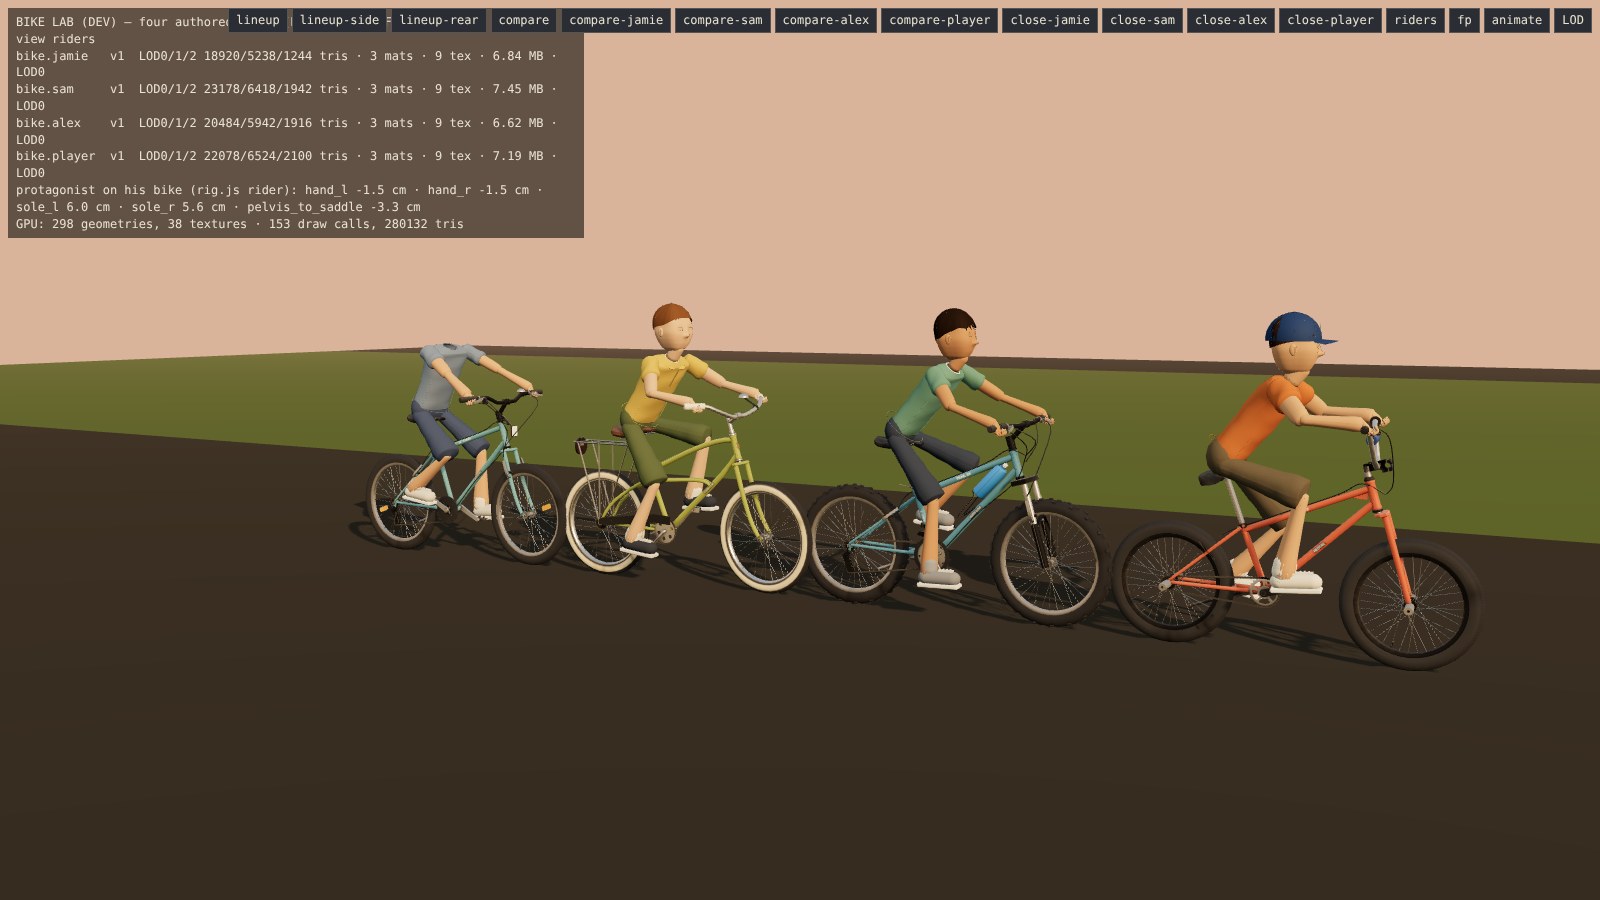 BIKE LAB (DEV) — four authored
lineup lineup-side lineup-rear compare compare-jamie compare-sam compare-alex compare-player close-jamie close-sam close-alex close-player riders fp animate LOD
view riders
bike.jamie v1 LOD0/1/2 18920/5238/1244 tris · 3 mats · 9 tex · 6.84 MB ·
LOD0
bike.sam v1 LOD0/1/2 23178/6418/1942 tris · 3 mats · 9 tex · 7.45 MB ·
LOD0
bike.alex v1 LOD0/1/2 20484/5942/1916 tris · 3 mats · 9 tex · 6.62 MB ·
LOD0
bike.player v1 LOD0/1/2 22078/6524/2100 tris · 3 mats · 9 tex · 7.19 MB ·
LOD0
protagonist on his bike (rig.js rider): hand_l -1.5 cm · hand_r -1.5 cm ·
sole_l 6.0 cm · sole_r 5.6 cm · pelvis_to_saddle -3.3 cm
GPU: 298 geometries, 38 textures · 153 draw calls, 280132 tris